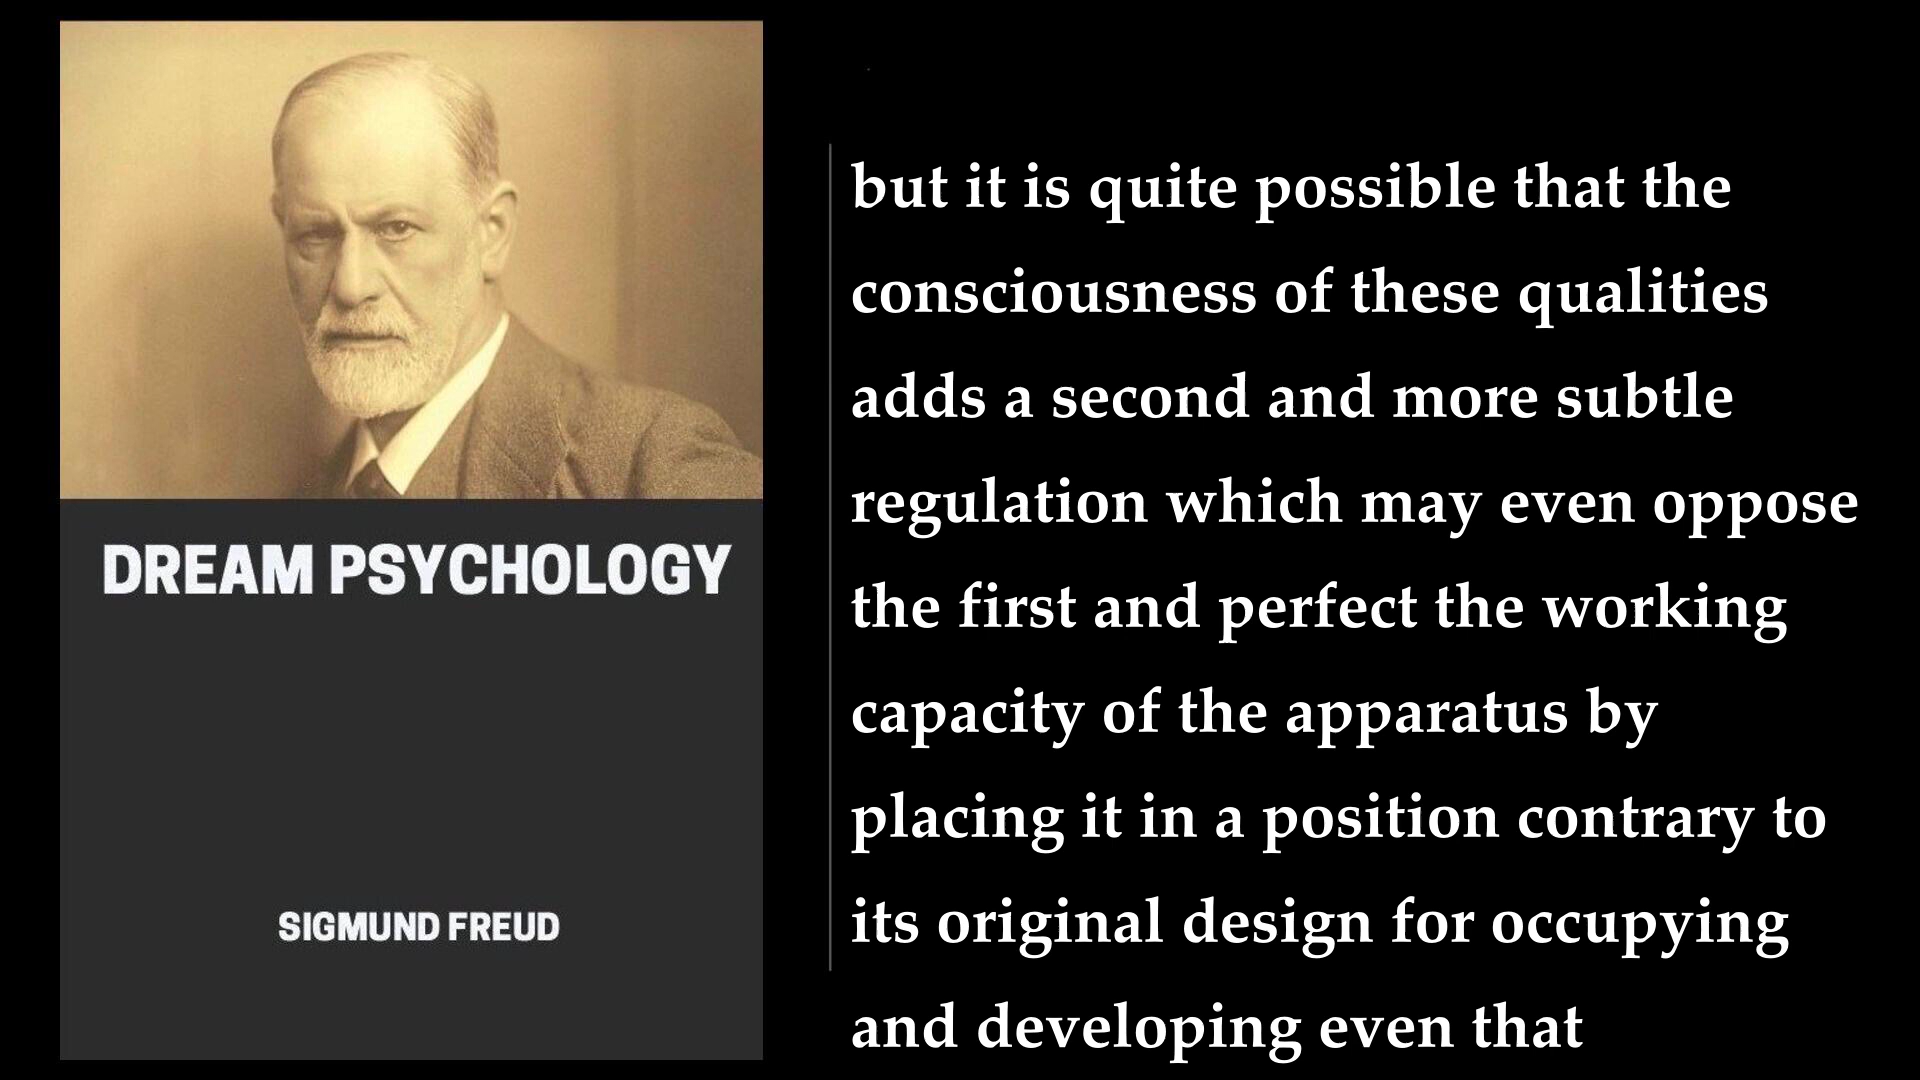 DREAM PSYCHOLOGY
SIGMUND FREUD
but it is quite possible that the
consciousness of these qualities
adds a second and more subtle
regulation which may even oppose
the first and perfect the working
capacity of the apparatus by
placing it in a position contrary to
its original design for occupying
and developing even that